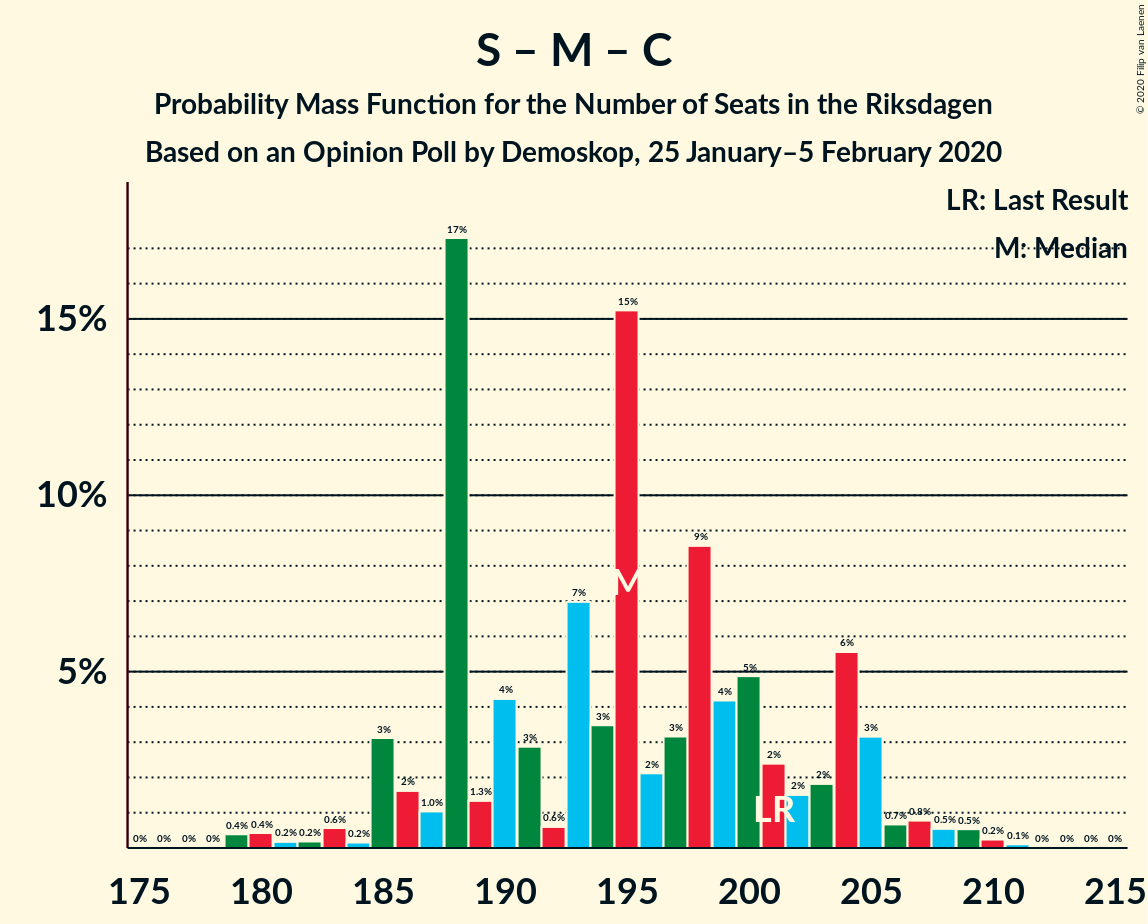 S – M – C
Probability Mass Function for the Number of Seats in the Riksdagen
Based on an Opinion Poll by Demoskop, 25 January–5 February 2020
© 2020 Filip van Laenen
LR: Last Result
M: Median
15%
10%
5%
0% 0% 0% 0% 0.4% 0.4% 0.2% 0.2% 0.6% 0.2% 3% 2% 1.0% 17% 1.3% 4% 3% 0.6% 7% 3% 15% 2% 3% 9% 4% 5% 2% 2% 2% 6% 3% 0.7% 0.8% 0.5% 0.5% 0.2% 0.1% 0% 0% 0% 0%
M
LR
175 180 185 190 195 200 205 210 215